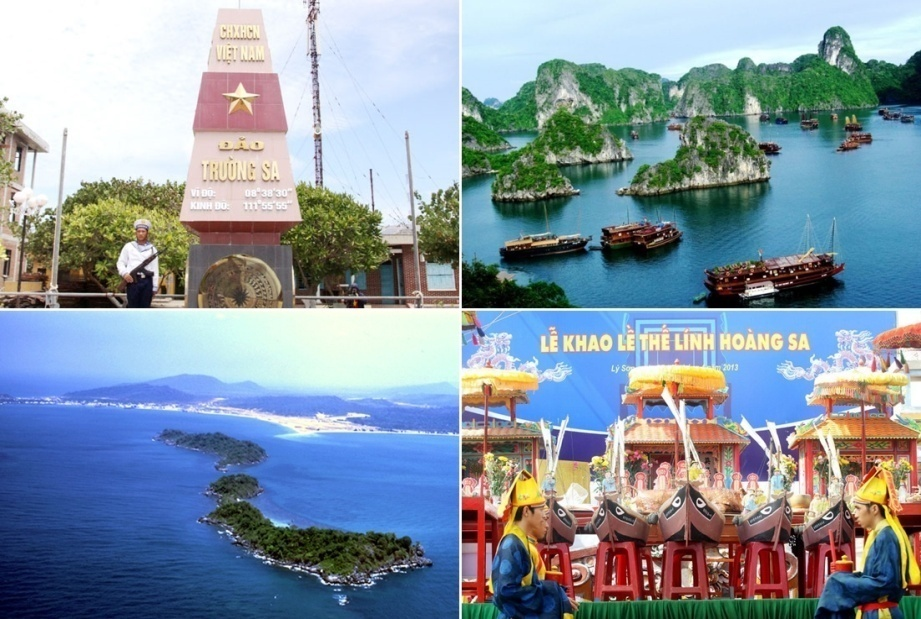 CHXHCN
VIỆT NAM
ĐẢO
TRƯỜNG SA
VĨ ĐỘ: 08°38'30"
KINH ĐỘ: 111°55'55"
LỄ KHAO LỀ THẾ LÍNH HOÀNG SA
Lý Sơn
2013